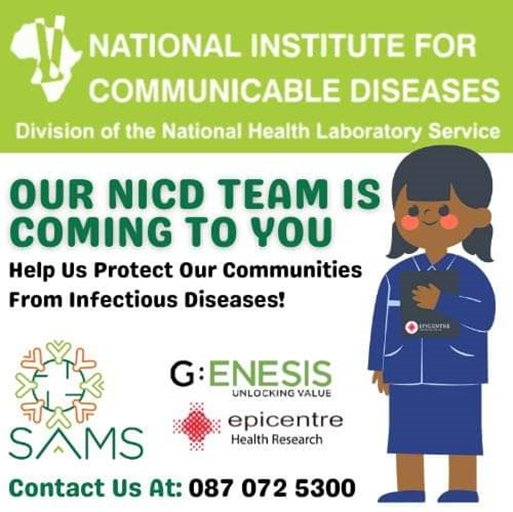 NATIONAL INSTITUTE FOR
COMMUNICABLE DISEASES
Division of the National Health Laboratory Service
OUR NICD TEAM IS
COMING TO YOU
Help Us Protect Our Communities
From Infectious Diseases!
EPICENTRE
G:ENESIS
UNLOCKING VALUE
SAMS
epicentre
Health Research
Contact Us At: 087 072 5300